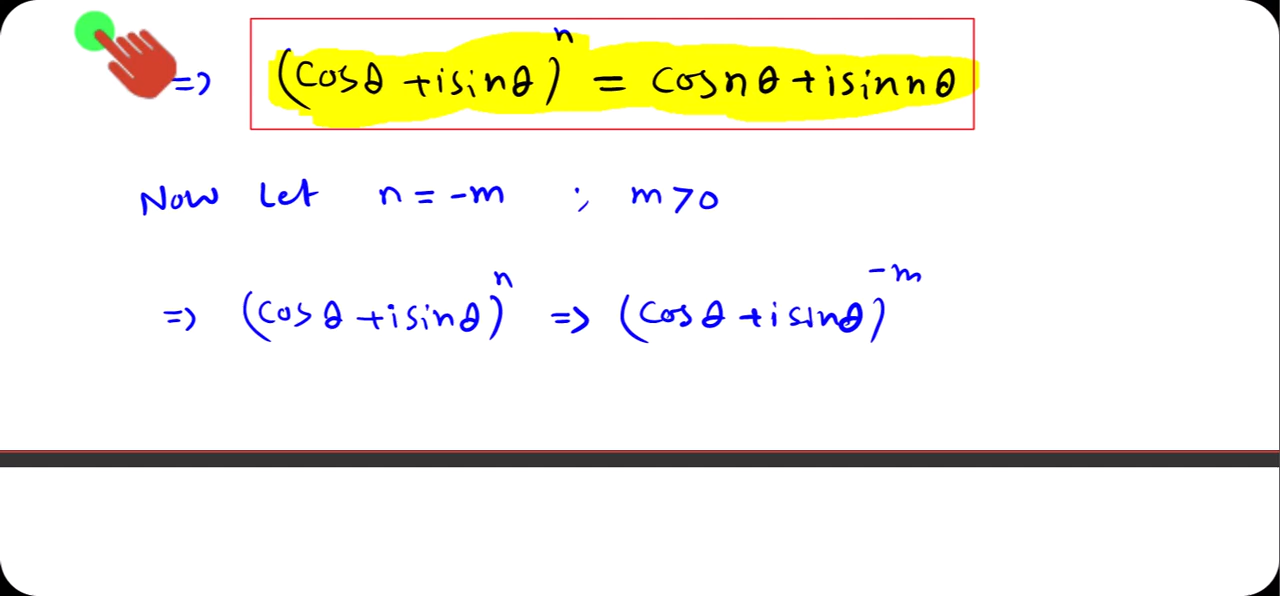 => (cosθ + isinθ)^n = cosnθ + isinnθ
Now Let n = -m ; m>0
=> (cosθ + isinθ)^n => (cosθ + isinθ)^-m